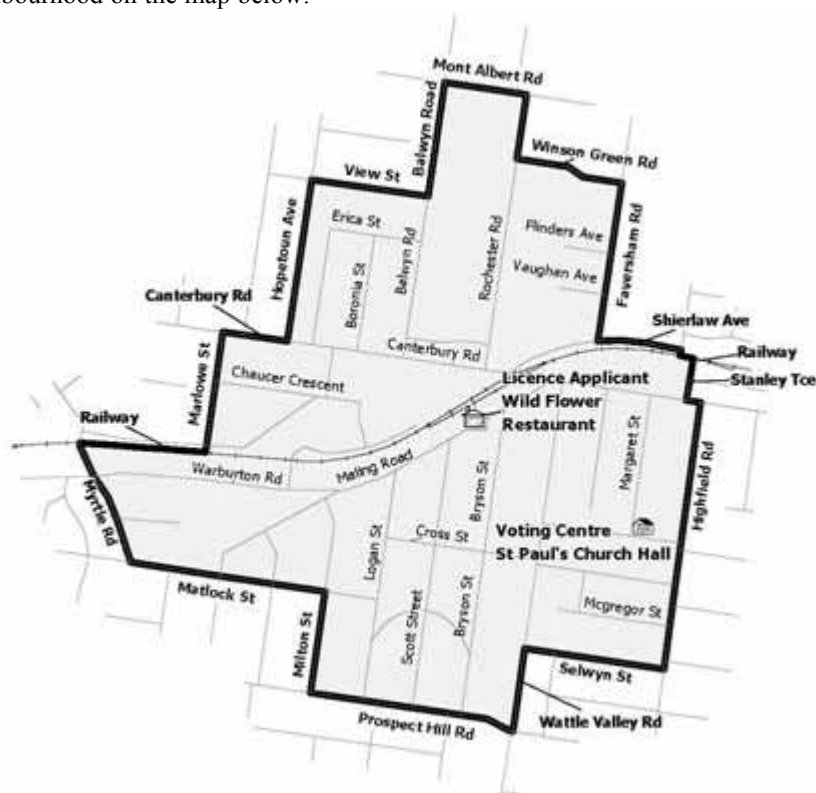 bourhood on the map below.
Mont Albert Rd
Balwyn Road
Winson Green Rd
View St
Faversham Rd
Hopetoun Ave
Erica St
Flinders Ave
Rochester Rd
Balwyn Rd
Boronia St
Vaughan Ave
Canterbury Rd
Shierlaw Ave
Railway
Stanley Tce
Canterbury Rd
Marlowe St
Chaucer Crescent
Licence Applicant
Wild Flower
Restaurant
Railway
Margaret St
Highfield Rd
Warburton Rd
Maling Road
Bryson St
Myrtle Rd
Cross St
Voting Centre
St Paul's Church Hall
Logan St
Matlock St
Scott Street
Bryson St
Mcgregor St
Milton St
Selwyn St
Prospect Hill Rd
Wattle Valley Rd